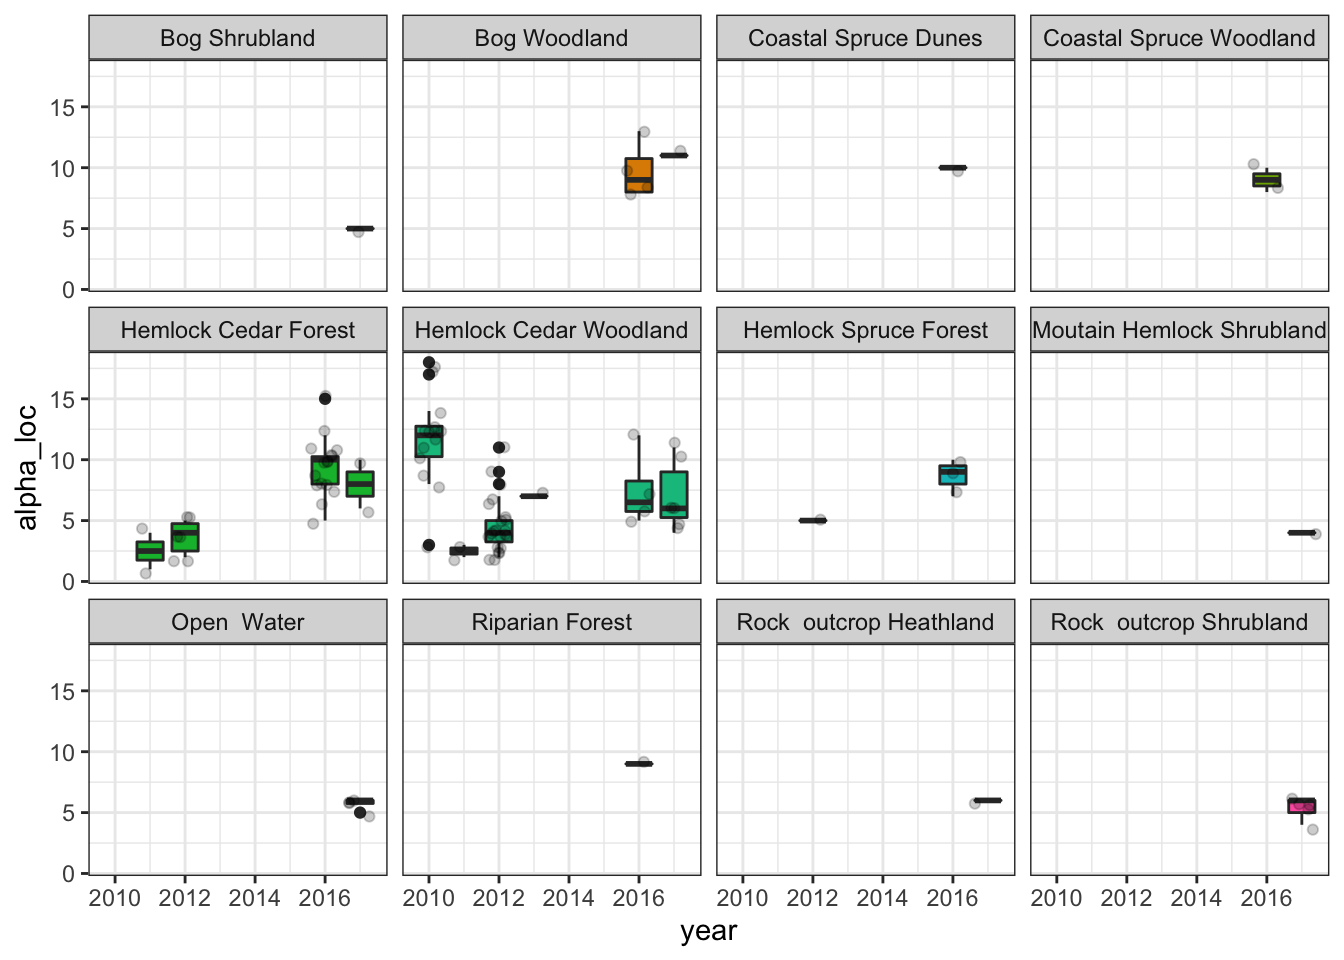 Bog Shrubland Bog Woodland Coastal Spruce Dunes Coastal Spruce Woodland
15
10
5
0
Hemlock Cedar Forest Hemlock Cedar Woodland Hemlock Spruce Forest Moutain Hemlock Shrubland
15
10
5
0
alpha_loc
Open  Water Riparian Forest Rock  outcrop Heathland Rock  outcrop Shrubland
15
10
5
0
2010 2012 2014 2016 2010 2012 2014 2016 2010 2012 2014 2016 2010 2012 2014 2016
year